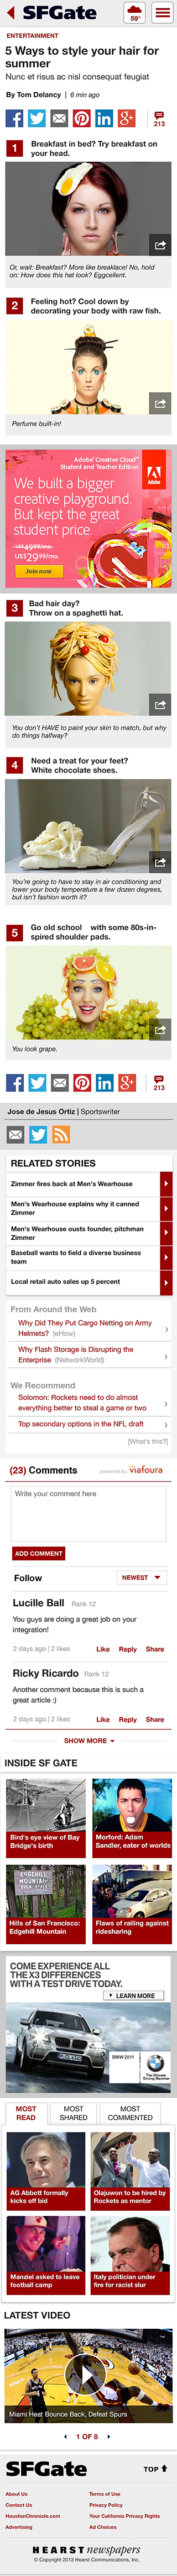 SFGate
59°
ENTERTAINMENT
5 Ways to style your hair for
summer
Nunc et risus ac nisl consequat feugiat
By Tom Delancy | 6 min ago
213
1
Breakfast in bed? Try breakfast on
your head.
Or, wait: Breakfast? More like breaklace! No, hold
on: How does this hat look? Eggcellent.
2
Feeling hot? Cool down by
decorating your body with raw fish.
Perfume built-in!
Adobe® Creative Cloud™
Student and Teacher Edition
We built a bigger
creative playground.
But kept the great
student price.
US$49.99/mo.
US$29.99/mo.
Join now
Adobe
3
Bad hair day?
Throw on a spaghetti hat.
You don't HAVE to paint your skin to match, but why
do things halfway?
4
Need a treat for your feet?
White chocolate shoes.
You're going to have to stay in air conditioning and
lower your body temperature a few dozen degrees,
but isn't fashion worth it?
5
Go old school with some 80s-in-
spired shoulder pads.
You look grape.
213
Jose de Jesus Ortiz | Sportswriter
RELATED STORIES
Zimmer fires back at Men's Wearhouse
Men's Wearhouse explains why it canned
Zimmer
Men's Wearhouse ousts founder, pitchman
Zimmer
Baseball wants to field a diverse business
team
Local retail auto sales up 5 percent
From Around the Web
Why Did They Put Cargo Netting on Army
Helmets? (eHow)
Why Flash Storage is Disrupting the
Enterprise (NetworkWorld)
We Recommend
Solomon: Rockets need to do almost
everything better to steal a game or two
Top secondary options in the NFL draft
[What's this?]
(23) Comments
powered by viafoura
Write your comment here
ADD COMMENT
Follow
NEWEST
Lucille Ball Rank 12
You guys are doing a great job on your
integration!
2 days ago | 2 likes
Like Reply Share
Ricky Ricardo Rank 12
Another comment because this is such a
great article :)
2 days ago | 2 likes
Like Reply Share
SHOW MORE
INSIDE SF GATE
Bird's eye view of Bay
Bridge's birth
Morford: Adam
Sandler, eater of worlds
EDGEHILL
MOUNTAIN
OPEN SPACE
Hills of San Francisco:
Edgehill Mountain
Flaws of railing against
ridesharing
COME EXPERIENCE ALL
THE X3 DIFFERENCES
WITH A TEST DRIVE TODAY.
LEARN MORE
BMW 2011
BMW
The Ultimate
Driving Machine
MOST
READ
MOST
SHARED
MOST
COMMENTED
AG Abbott formally
kicks off bid
Olajuwon to be hired by
Rockets as mentor
Manziel asked to leave
football camp
Italy politician under
fire for racist slur
LATEST VIDEO
Miami Heat Bounce Back, Defeat Spurs
1 OF 8
SFGate
TOP
About Us
Terms of Use
Contact Us
Privacy Policy
HoustonChronicle.com
Your California Privacy Rights
Advertising
Ad Choices
HEARST newspapers
© Copyright 2013 Hearst Communications, Inc.